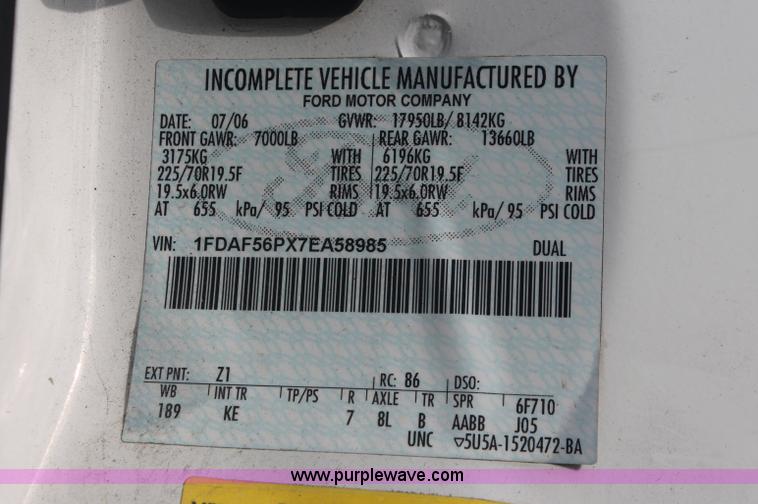 INCOMPLETE VEHICLE MANUFACTURED BY
FORD MOTOR COMPANY
DATE: 07/06 GVWR: 17950LB/ 8142KG
FRONT GAWR: 7000LB REAR GAWR: 13660LB
3175KG WITH 6196KG WITH
225/70R19.5F TIRES 225/70R19.5F TIRES
19.5x6.0RW RIMS 19.5x6.0RW RIMS
AT 655 kPa/ 95 PSI COLD AT 655 kPa/ 95 PSI COLD
VIN: 1FDAF56PX7EA58985 DUAL
EXT PNT: Z1 RC: 86 DSO:
WB INT TR TP/PS R AXLE TR SPR 6F710
189 KE 7 8L B AABB J05
UNC ▽5U5A-1520472-BA
www.purplewave.com